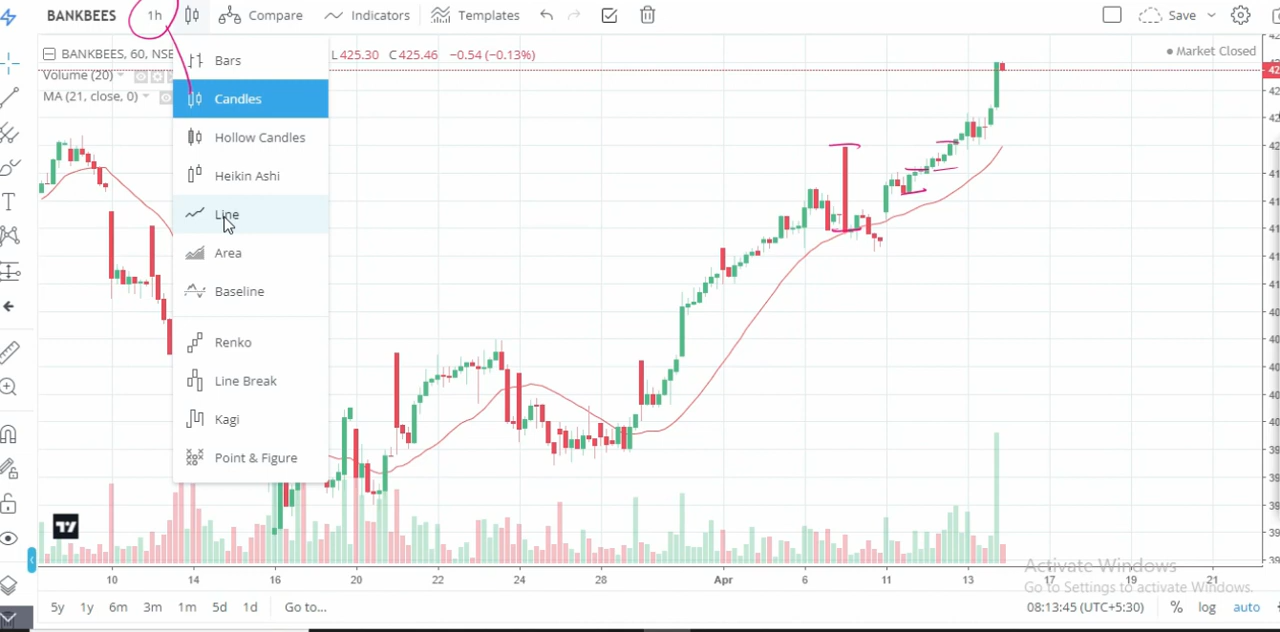 BANKBEES 1h Compare Indicators Templates Save
BANKBEES, 60, NSE L425.30 C425.46 −0.54 (−0.13%) Market Closed
Volume (20)
MA (21, close, 0)
Bars
Candles
Hollow Candles
Heikin Ashi
Line
Area
Baseline
Renko
Line Break
Kagi
Point & Figure
10 14 16 20 22 24 28 Apr 6 11 13 17 19 21
Activate Windows
Go to Settings to activate Windows.
5y 1y 6m 3m 1m 5d 1d Go to... 08:13:45 (UTC+5:30) % log auto